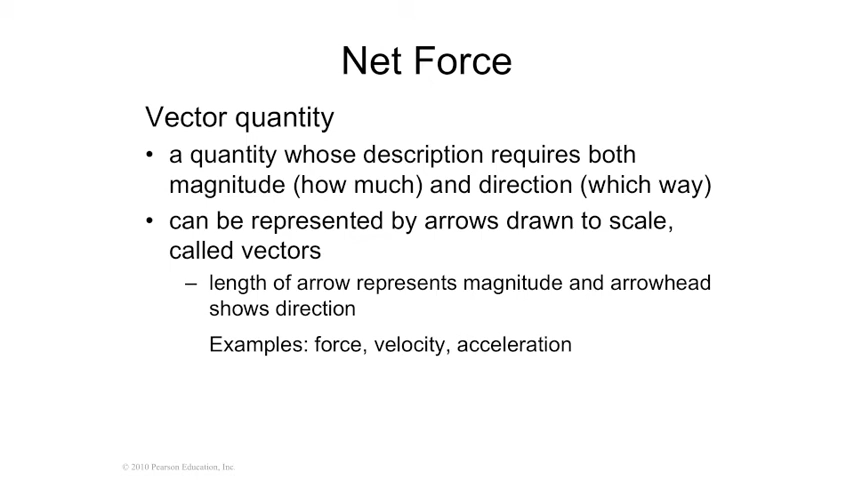 Net Force
Vector quantity
• a quantity whose description requires both
magnitude (how much) and direction (which way)
• can be represented by arrows drawn to scale,
called vectors
– length of arrow represents magnitude and arrowhead
shows direction
Examples: force, velocity, acceleration
© 2010 Pearson Education, Inc.